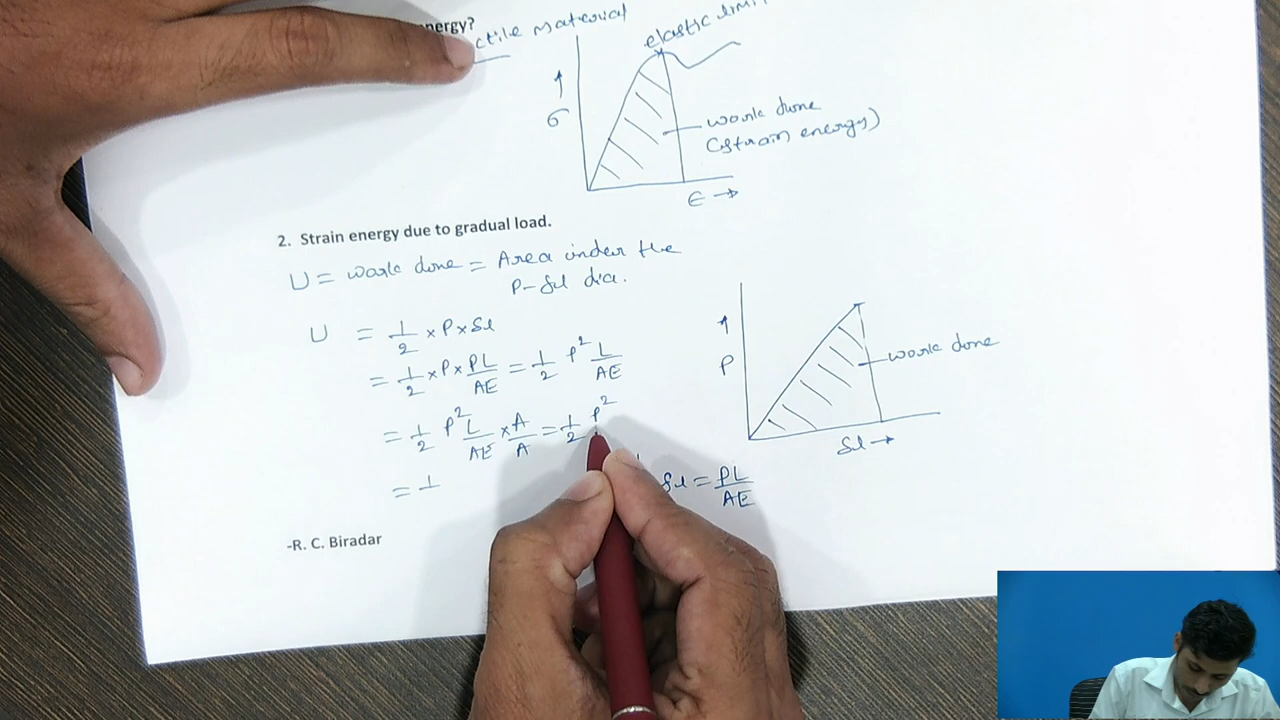 nergy?
ctile material
elastic limi
σ
work done
(strain energy)
ϵ →
2. Strain energy due to gradual load.
U = work done = Area under the
P-δl dia.
U = 1/2 × P × δl
= 1/2 × P × PL/AE = 1/2 P² L/AE
= 1/2 P² L/AE × A/A = 1/2 P²
= 1
P
work done
δl →
δl = PL/AE
-R. C. Biradar